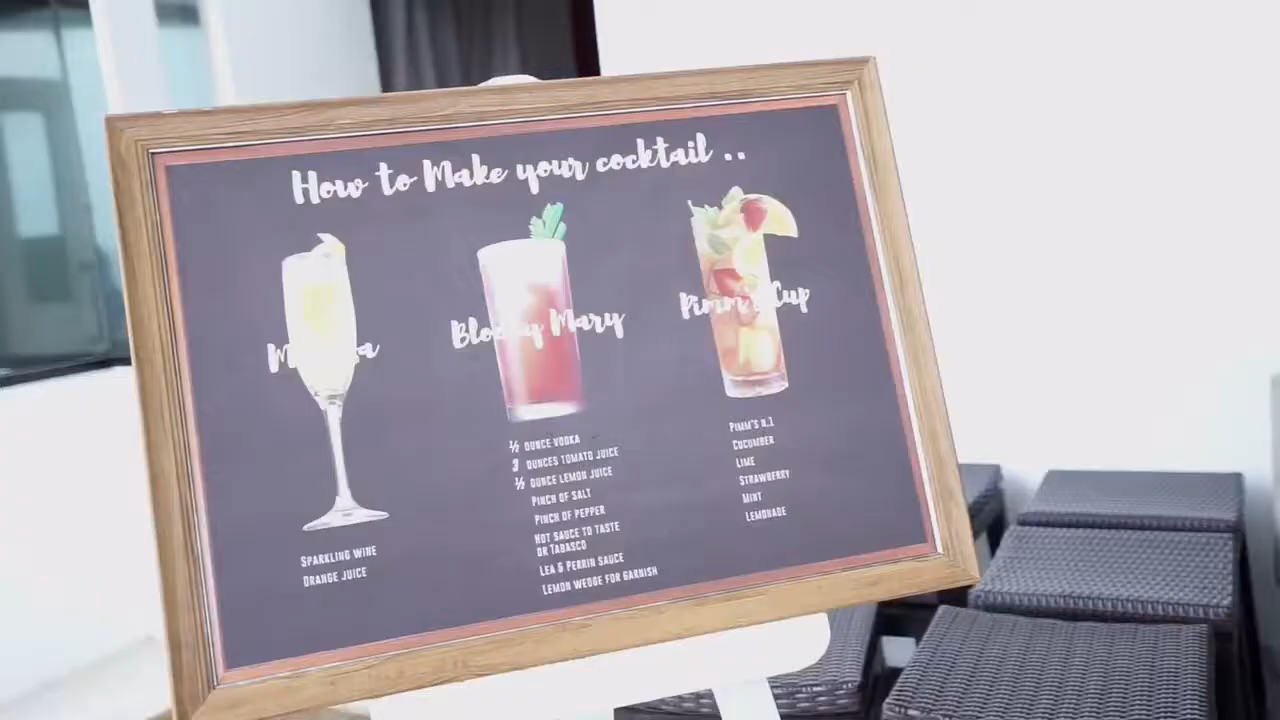 How to Make your cocktail ..
Bloody Mary
Pimm's Cup
SPARKLING WINE
ORANGE JUICE
½ OUNCE VODKA
3 OUNCES TOMATO JUICE
½ OUNCE LEMON JUICE
PINCH OF SALT
PINCH OF PEPPER
HOT SAUCE TO TASTE
OR TABASCO
LEA & PERRIN SAUCE
LEMON WEDGE FOR GARNISH
PIMM'S N.1
CUCUMBER
LIME
STRAWBERRY
MINT
LEMONADE